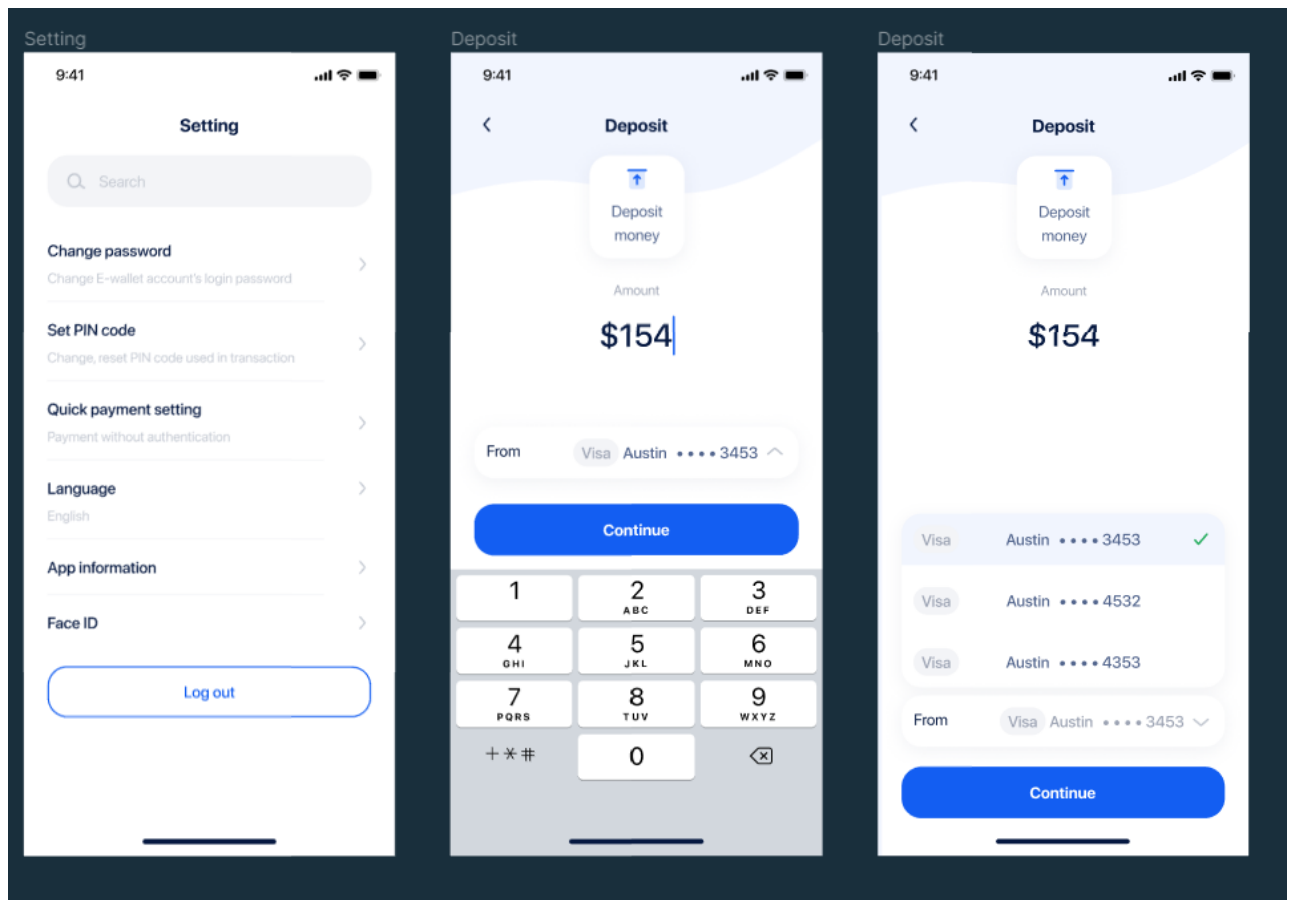 Setting
9:41
Setting
Search
Change password
Change E-wallet account's login password
Set PIN code
Change, reset PIN code used in transaction
Quick payment setting
Payment without authentication
Language
English
App information
Face ID
Log out
Deposit
9:41
Deposit
Deposit
money
Amount
$154
From Visa Austin •••• 3453
Continue
1
2 ABC
3 DEF
4 GHI
5 JKL
6 MNO
7 PQRS
8 TUV
9 WXYZ
+*#
0
Deposit
9:41
Deposit
Deposit
money
Amount
$154
Visa Austin •••• 3453
Visa Austin •••• 4532
Visa Austin •••• 4353
From Visa Austin •••• 3453
Continue